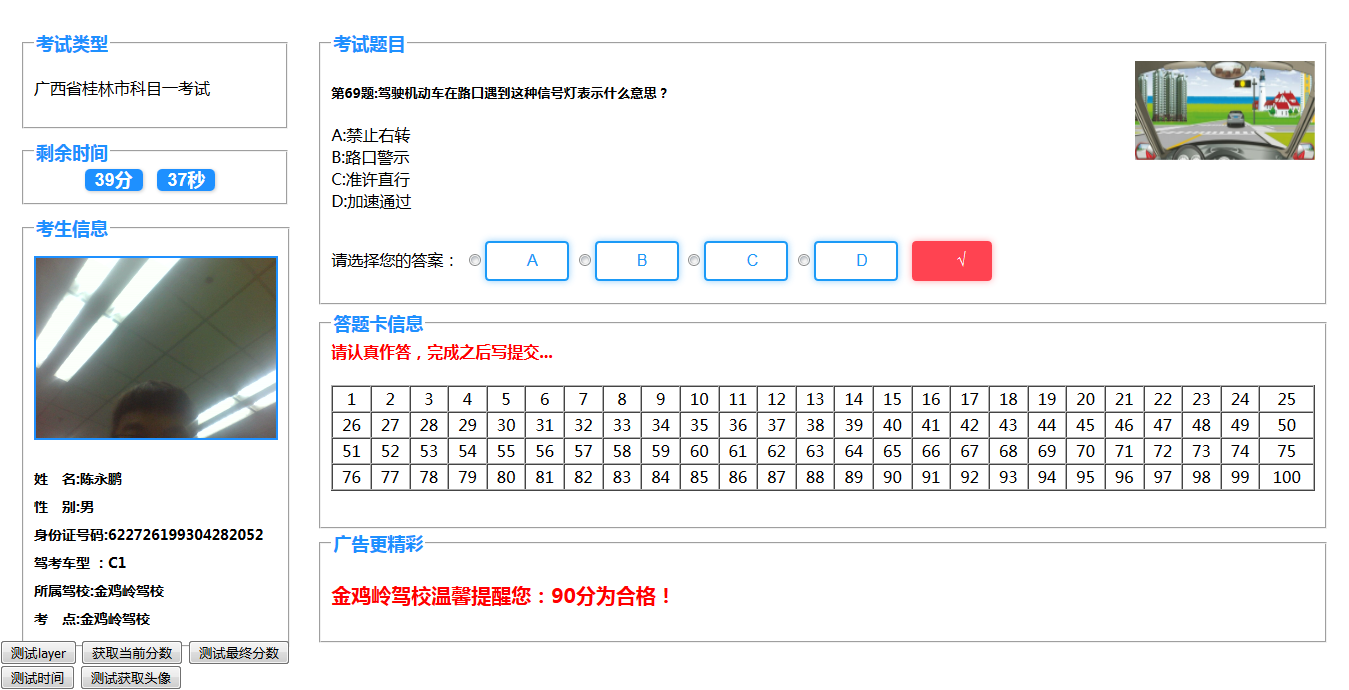 考试类型
广西省桂林市科目一考试
剩余时间
39分 37秒
考生信息
姓 名:陈永鹏
性 别:男
身份证号码:622726199304282052
驾考车型 ：C1
所属驾校:金鸡岭驾校
考 点:金鸡岭驾校
测试layer 获取当前分数 测试最终分数
测试时间 测试获取头像
考试题目
第69题:驾驶机动车在路口遇到这种信号灯表示什么意思？
A:禁止右转
B:路口警示
C:准许直行
D:加速通过
请选择您的答案： A B C D √
答题卡信息
请认真作答，完成之后写提交...
1 2 3 4 5 6 7 8 9 10 11 12 13 14 15 16 17 18 19 20 21 22 23 24 25
26 27 28 29 30 31 32 33 34 35 36 37 38 39 40 41 42 43 44 45 46 47 48 49 50
51 52 53 54 55 56 57 58 59 60 61 62 63 64 65 66 67 68 69 70 71 72 73 74 75
76 77 78 79 80 81 82 83 84 85 86 87 88 89 90 91 92 93 94 95 96 97 98 99 100
广告更精彩
金鸡岭驾校温馨提醒您：90分为合格！